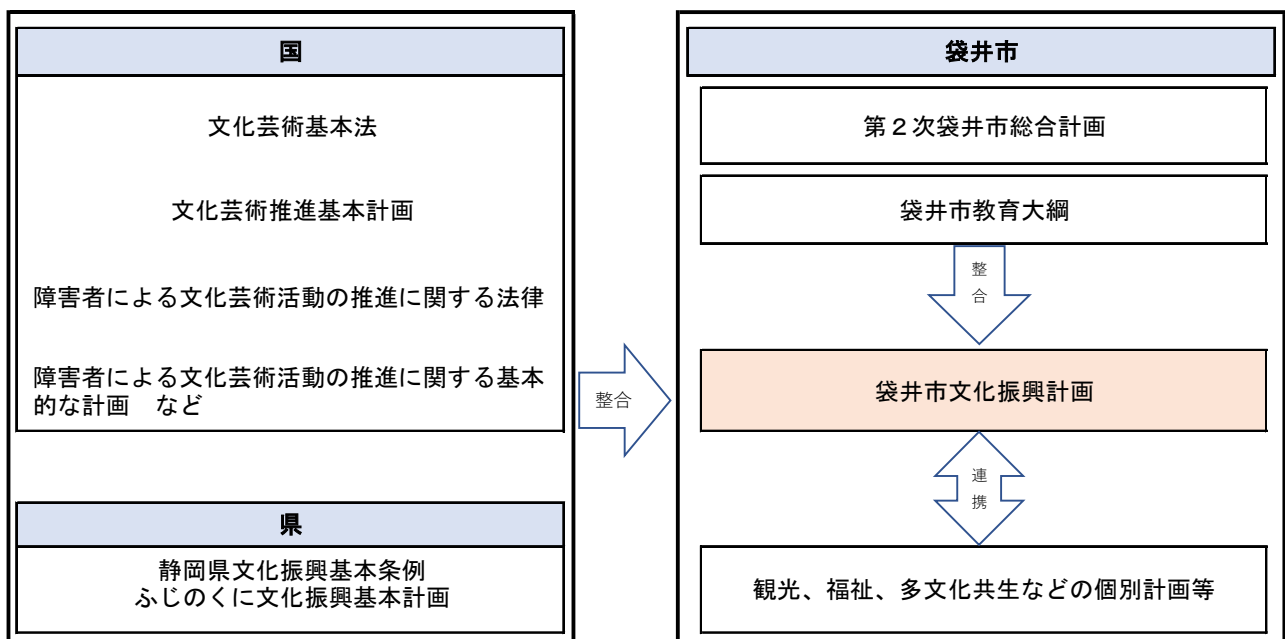 国
文化芸術基本法
文化芸術推進基本計画
障害者による文化芸術活動の推進に関する法律
障害者による文化芸術活動の推進に関する基本
的な計画　など
県
静岡県文化振興基本条例
ふじのくに文化振興基本計画
整合
袋井市
第２次袋井市総合計画
袋井市教育大綱
整
合
袋井市文化振興計画
連
携
観光、福祉、多文化共生などの個別計画等